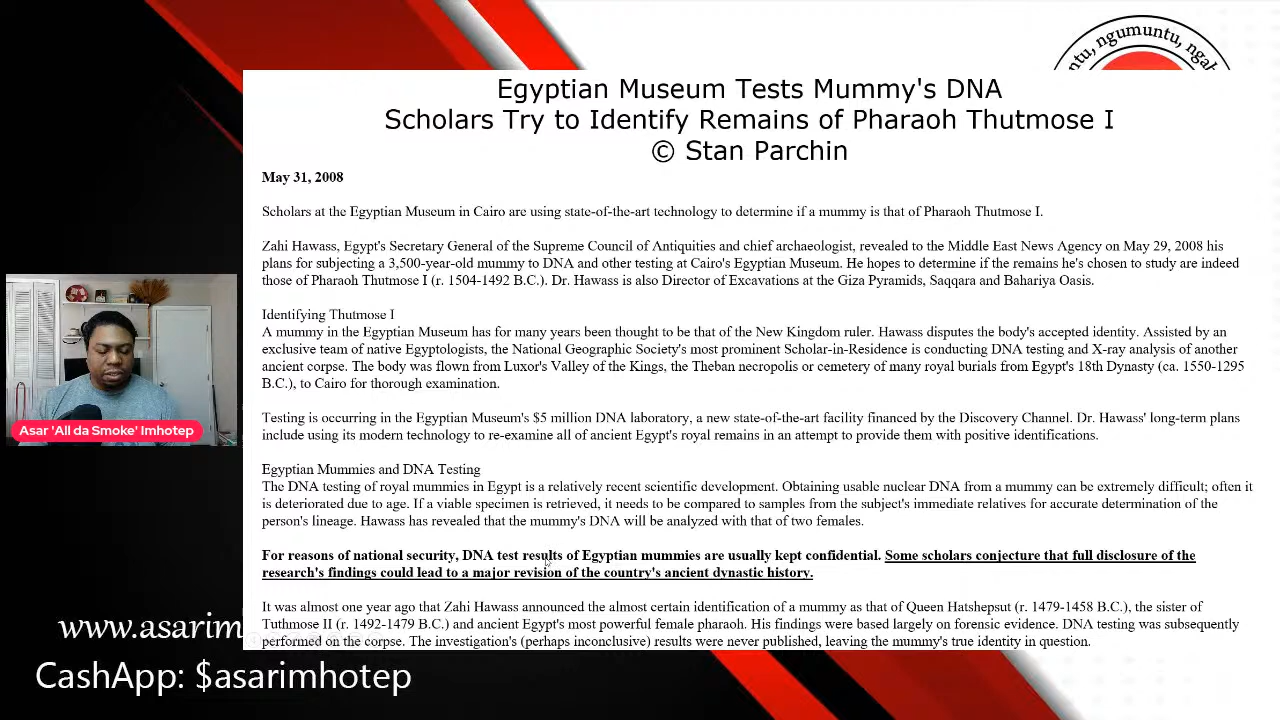 ntu, ngumuntu, ngab
Egyptian Museum Tests Mummy's DNA
Scholars Try to Identify Remains of Pharaoh Thutmose I
© Stan Parchin
May 31, 2008
Scholars at the Egyptian Museum in Cairo are using state-of-the-art technology to determine if a mummy is that of Pharaoh Thutmose I.
Zahi Hawass, Egypt's Secretary General of the Supreme Council of Antiquities and chief archaeologist, revealed to the Middle East News Agency on May 29, 2008 his
plans for subjecting a 3,500-year-old mummy to DNA and other testing at Cairo's Egyptian Museum. He hopes to determine if the remains he's chosen to study are indeed
those of Pharaoh Thutmose I (r. 1504-1492 B.C.). Dr. Hawass is also Director of Excavations at the Giza Pyramids, Saqqara and Bahariya Oasis.
Identifying Thutmose I
A mummy in the Egyptian Museum has for many years been thought to be that of the New Kingdom ruler. Hawass disputes the body's accepted identity. Assisted by an
exclusive team of native Egyptologists, the National Geographic Society's most prominent Scholar-in-Residence is conducting DNA testing and X-ray analysis of another
ancient corpse. The body was flown from Luxor's Valley of the Kings, the Theban necropolis or cemetery of many royal burials from Egypt's 18th Dynasty (ca. 1550-1295
B.C.), to Cairo for thorough examination.
Testing is occurring in the Egyptian Museum's $5 million DNA laboratory, a new state-of-the-art facility financed by the Discovery Channel. Dr. Hawass' long-term plans
include using its modern technology to re-examine all of ancient Egypt's royal remains in an attempt to provide them with positive identifications.
Egyptian Mummies and DNA Testing
The DNA testing of royal mummies in Egypt is a relatively recent scientific development. Obtaining usable nuclear DNA from a mummy can be extremely difficult; often it
is deteriorated due to age. If a viable specimen is retrieved, it needs to be compared to samples from the subject's immediate relatives for accurate determination of the
person's lineage. Hawass has revealed that the mummy's DNA will be analyzed with that of two females.
For reasons of national security, DNA test results of Egyptian mummies are usually kept confidential. Some scholars conjecture that full disclosure of the
research's findings could lead to a major revision of the country's ancient dynastic history.
It was almost one year ago that Zahi Hawass announced the almost certain identification of a mummy as that of Queen Hatshepsut (r. 1479-1458 B.C.), the sister of
Tuthmose II (r. 1492-1479 B.C.) and ancient Egypt's most powerful female pharaoh. His findings were based largely on forensic evidence. DNA testing was subsequently
performed on the corpse. The investigation's (perhaps inconclusive) results were never published, leaving the mummy's true identity in question.
Asar 'All da Smoke' Imhotep
www.asarim
CashApp: $asarimhotep